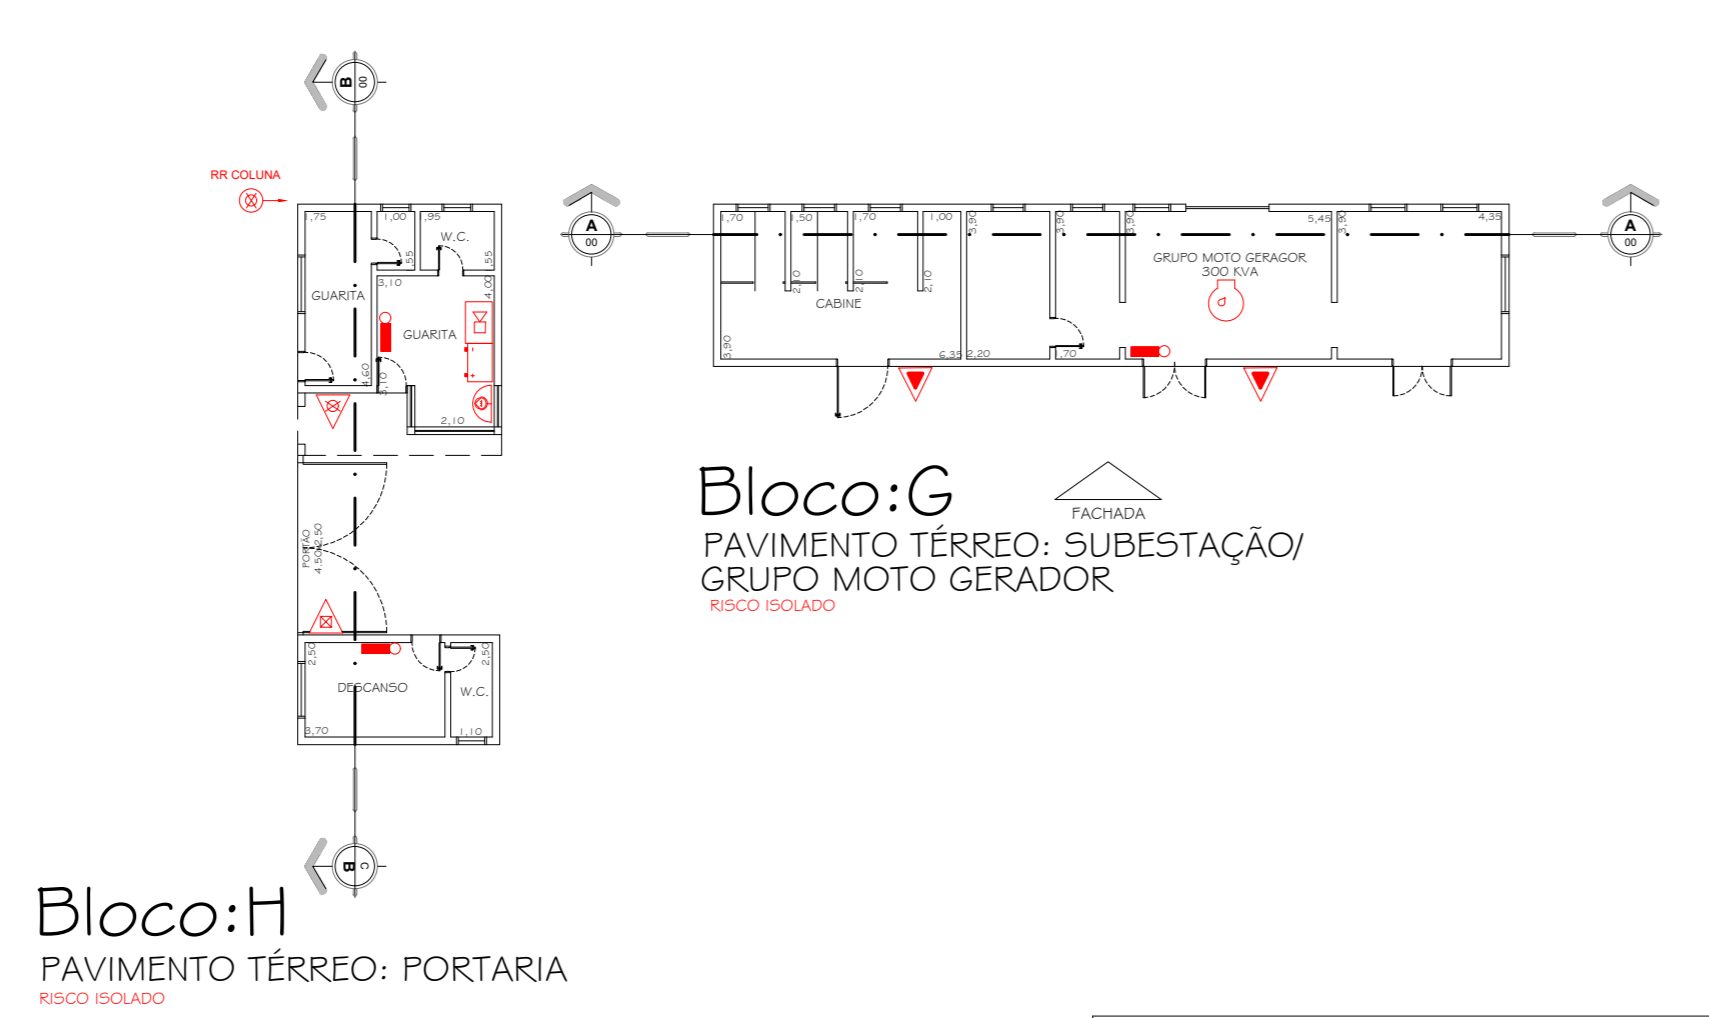 B
00
RR COLUNA
1,75
1,00
,95
W.C.
,55
1,55
3,10
4,00
GUARITA
GUARITA
4,60
3,10
2,10
PORTÃO
4.50x2,50
2,50
2,50
DESCANSO
W.C.
3,70
1,10
B
C
Bloco:H
PAVIMENTO TÉRREO: PORTARIA
RISCO ISOLADO
A
00
1,70
1,50
1,70
1,00
3,90
3,90
3,90
5,45
3,90
4,35
A
00
GRUPO MOTO GERAGOR
300 KVA
2,10
2,10
2,10
CABINE
3,90
6,35
2,20
,70
Bloco:G
FACHADA
PAVIMENTO TÉRREO: SUBESTAÇÃO/
GRUPO MOTO GERADOR
RISCO ISOLADO